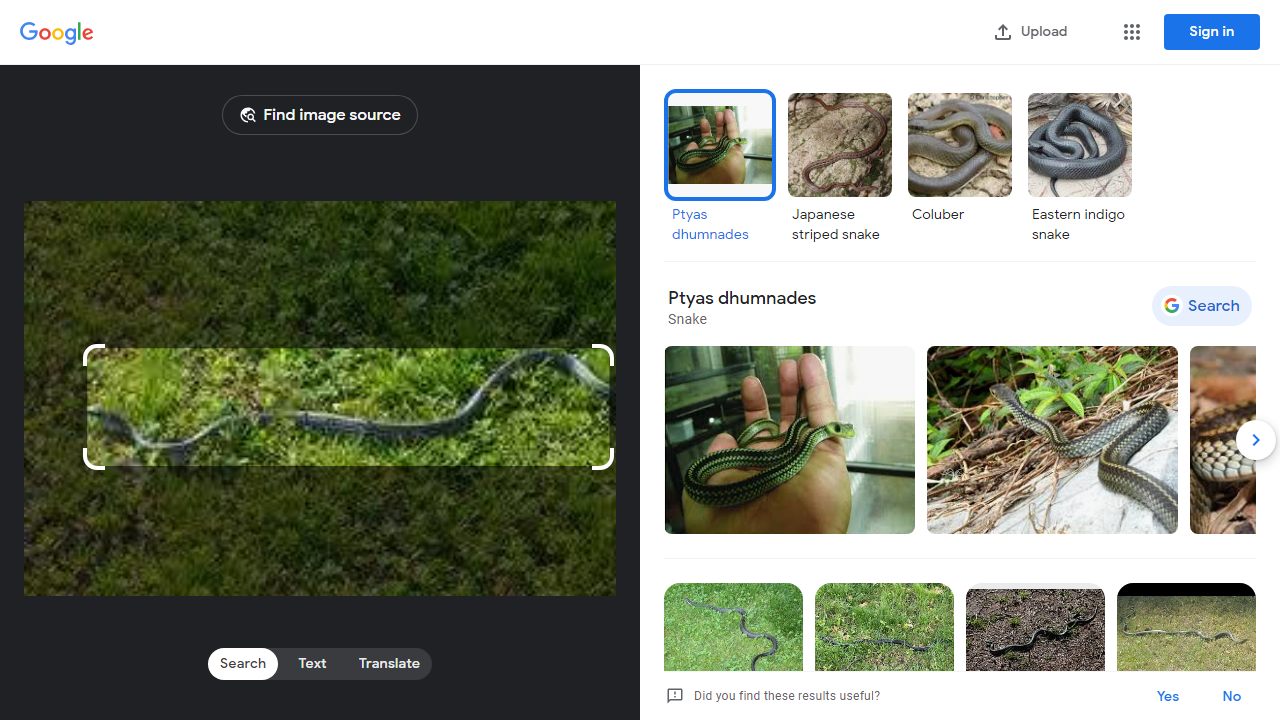 Google
Upload
Sign in
Find image source
Ptyas
dhumnades
Japanese
striped snake
Coluber
Eastern indigo
snake
Ptyas dhumnades
Snake
Search
Search
Text
Translate
Did you find these results useful?
Yes
No